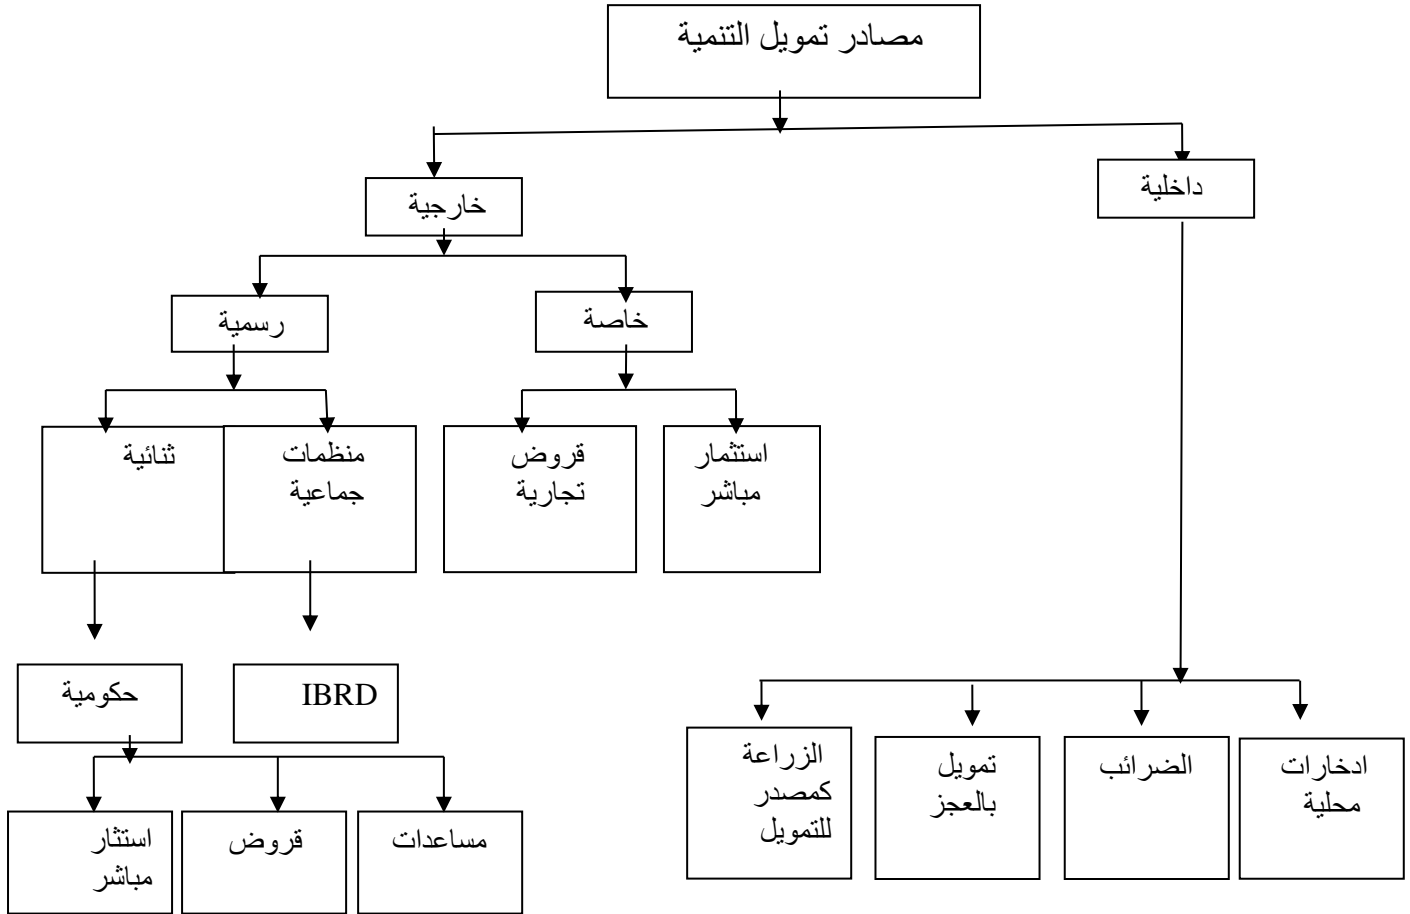 مصادر تمويل التنمية
داخلية
خارجية
خاصة
رسمية
استثمار
مباشر
قروض
تجارية
منظمات
جماعية
ثنائية
IBRD
حكومية
ادخارات
محلية
الضرائب
تمويل
بالعجز
الزراعة
كمصدر
للتمويل
مساعدات
قروض
استثار
مباشر